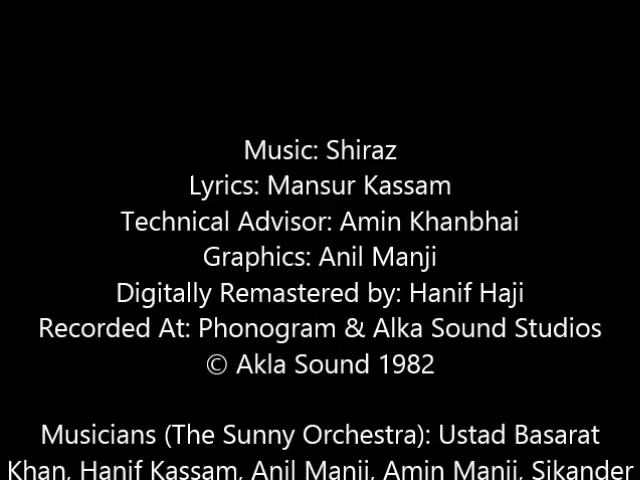 Music: Shiraz
Lyrics: Mansur Kassam
Technical Advisor: Amin Khanbhai
Graphics: Anil Manji
Digitally Remastered by: Hanif Haji
Recorded At: Phonogram & Alka Sound Studios
© Akla Sound 1982
Musicians (The Sunny Orchestra): Ustad Basarat
Khan, Hanif Kassam, Anil Manji, Amin Manji, Sikander